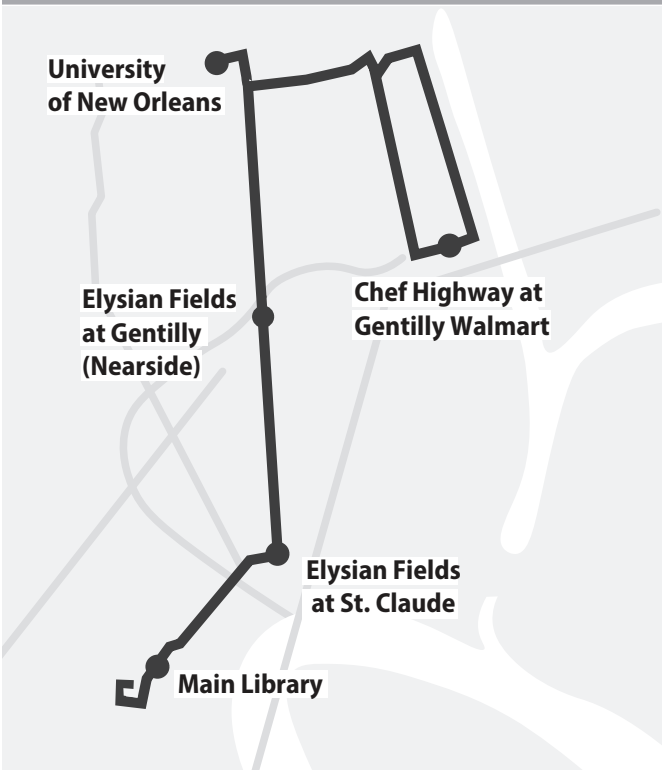 University
of New Orleans
Elysian Fields
at Gentilly
(Nearside)
Chef Highway at
Gentilly Walmart
Elysian Fields
at St. Claude
Main Library